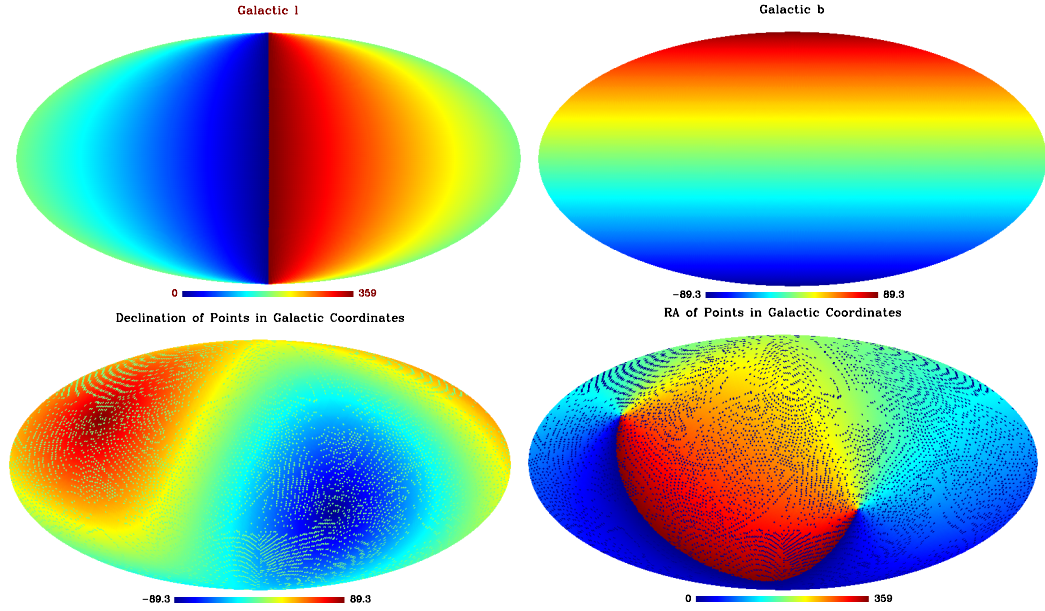 Galactic l
Galactic b
0 359
−89.3 89.3
Declination of Points in Galactic Coordinates
RA of Points in Galactic Coordinates
−89.3 89.3
0 359